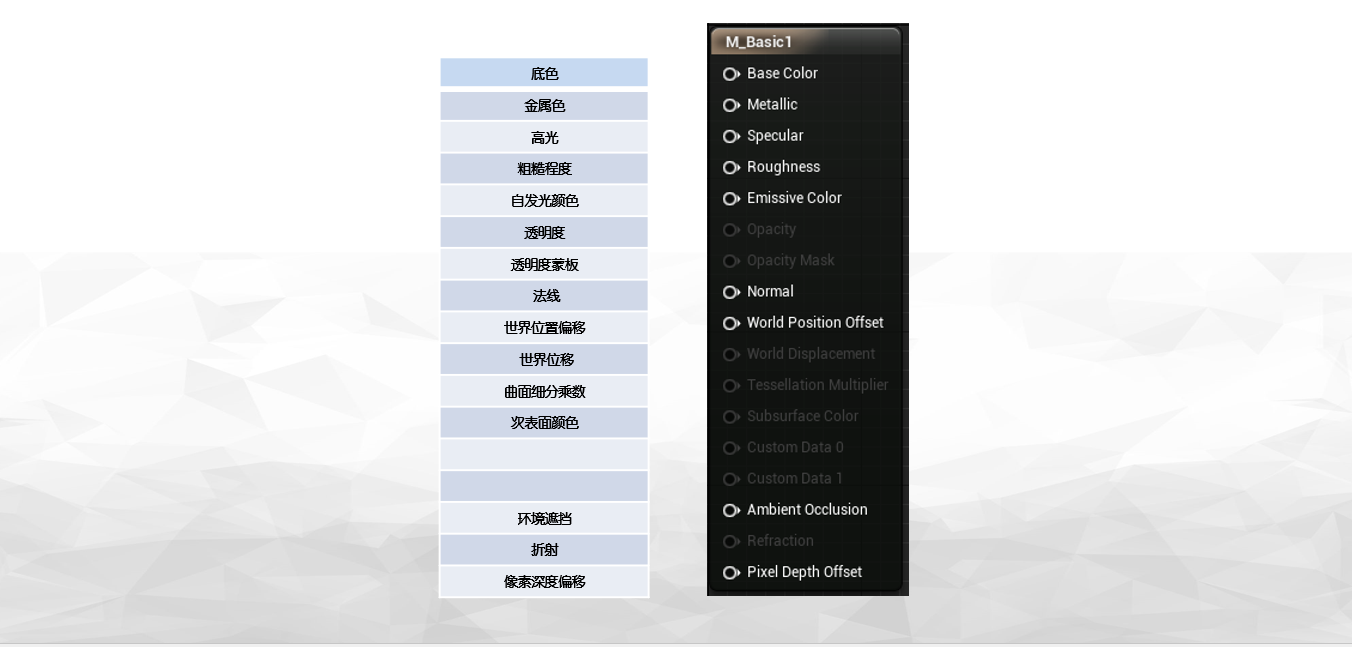 底色
金属色
高光
粗糙程度
自发光颜色
透明度
透明度蒙板
法线
世界位置偏移
世界位移
曲面细分乘数
次表面颜色
环境遮挡
折射
像素深度偏移
M_Basic1
Base Color
Metallic
Specular
Roughness
Emissive Color
Opacity
Opacity Mask
Normal
World Position Offset
World Displacement
Tessellation Multiplier
Subsurface Color
Custom Data 0
Custom Data 1
Ambient Occlusion
Refraction
Pixel Depth Offset